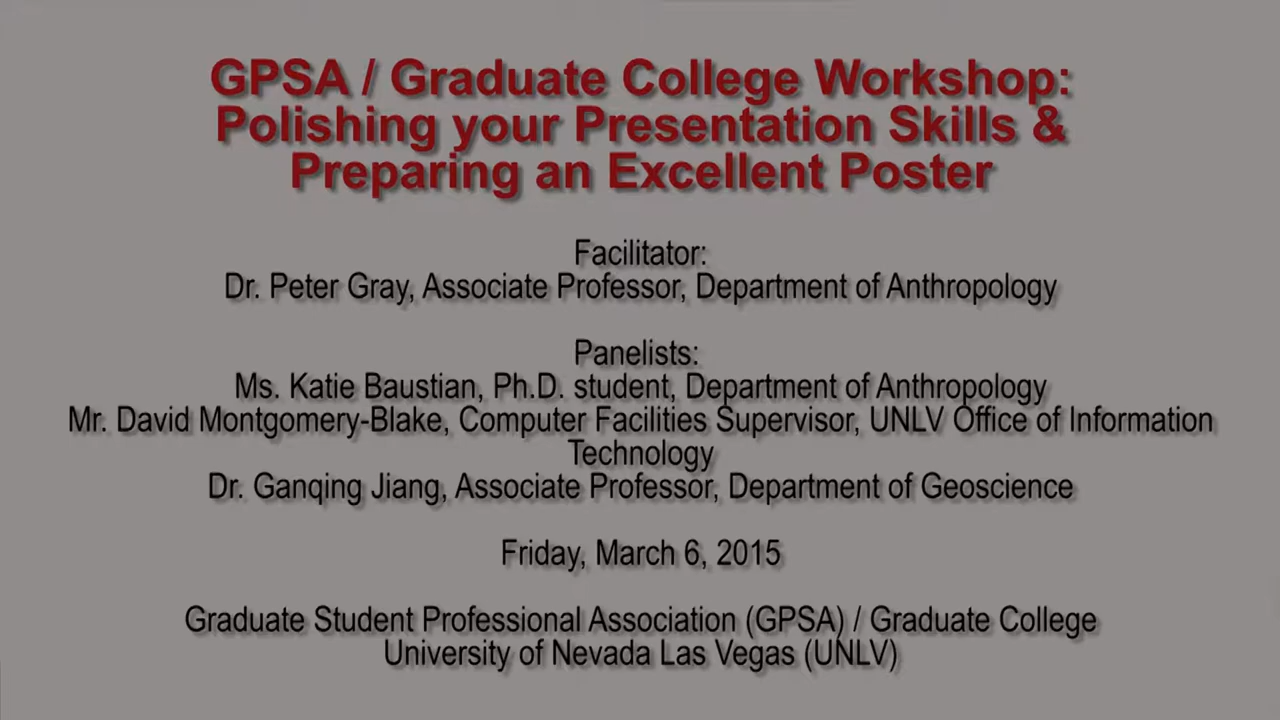 GPSA / Graduate College Workshop:
Polishing your Presentation Skills &
Preparing an Excellent Poster
Facilitator:
Dr. Peter Gray, Associate Professor, Department of Anthropology
Panelists:
Ms. Katie Baustian, Ph.D. student, Department of Anthropology
Mr. David Montgomery-Blake, Computer Facilities Supervisor, UNLV Office of Information
Technology
Dr. Ganqing Jiang, Associate Professor, Department of Geoscience
Friday, March 6, 2015
Graduate Student Professional Association (GPSA) / Graduate College
University of Nevada Las Vegas (UNLV)